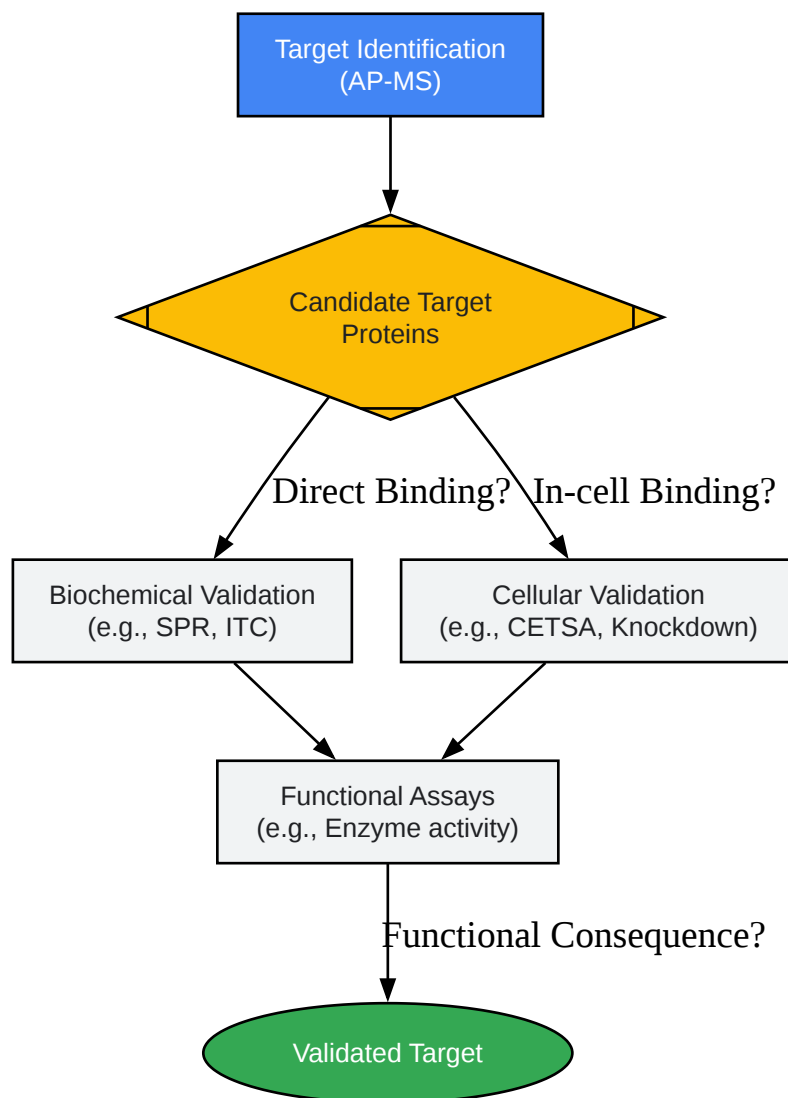 Target Identification
(AP-MS)
Candidate Target
Proteins
Direct Binding?
In-cell Binding?
Biochemical Validation
(e.g., SPR, ITC)
Cellular Validation
(e.g., CETSA, Knockdown)
Functional Assays
(e.g., Enzyme activity)
Functional Consequence?
Validated Target